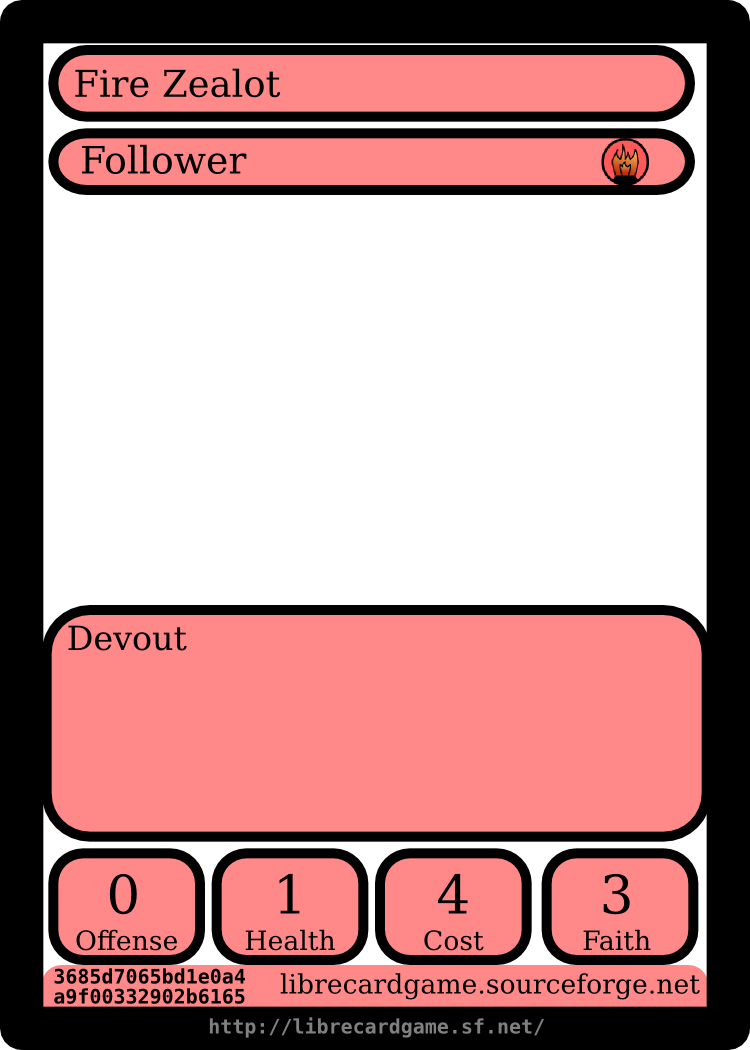 Fire Zealot
Follower
Devout
0 1 4 3
Offense Health Cost Faith
3685d7065bd1e0a4
a9f00332902b6165
librecardgame.sourceforge.net
http://librecardgame.sf.net/